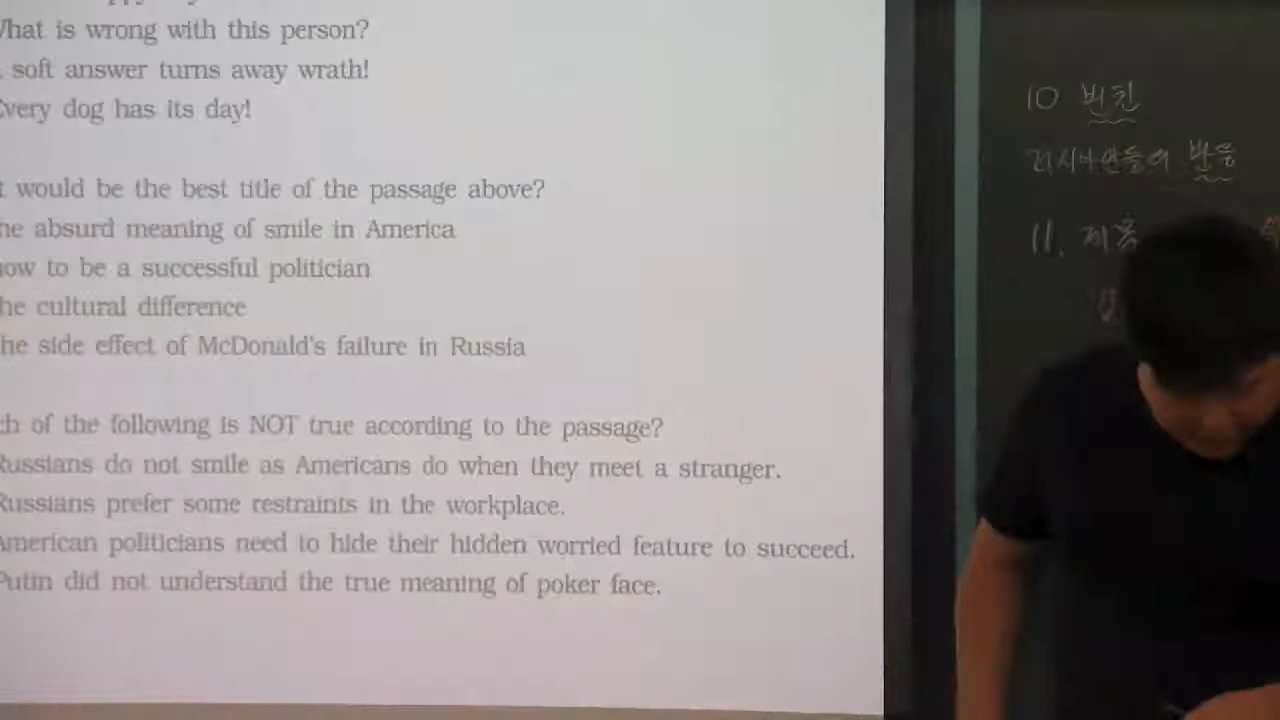 What is wrong with this person?
soft answer turns away wrath!
Every dog has its day!
would be the best title of the passage above?
he absurd meaning of smile in America
how to be a successful politician
he cultural difference
he side effect of McDonald's failure in Russia
ch of the following is NOT true according to the passage?
Russians do not smile as Americans do when they meet a stranger.
Russians prefer some restraints in the workplace.
American politicians need to hide their hidden worried feature to succeed.
Putin did not understand the true meaning of poker face.
10 빈칸
러시아인들의 반응
11. 제목